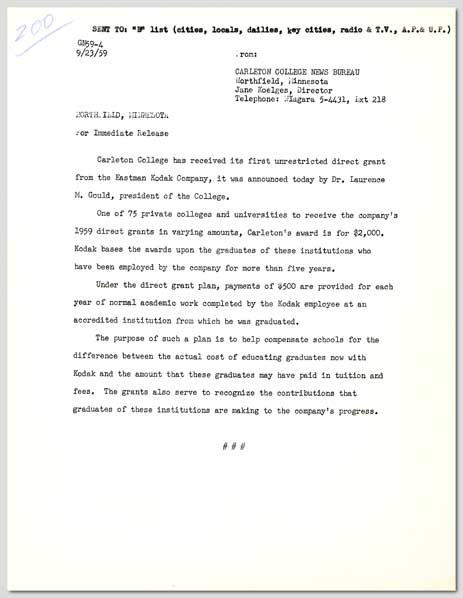 200
SENT TO: "B" list (cities, locals, dailies, key cities, radio & T.V., A.P.& U.P.)
GN59-4
9/23/59
From:
CARLETON COLLEGE NEWS BUREAU
Northfield, Minnesota
Jane Koelges, Director
Telephone: NIagara 5-4431, Ext 218
NORTHFIELD, MINNESOTA
For Immediate Release
Carleton College has received its first unrestricted direct grant
from the Eastman Kodak Company, it was announced today by Dr. Laurence
M. Gould, president of the College.
One of 75 private colleges and universities to receive the company's
1959 direct grants in varying amounts, Carleton's award is for $2,000.
Kodak bases the awards upon the graduates of these institutions who
have been employed by the company for more than five years.
Under the direct grant plan, payments of $500 are provided for each
year of normal academic work completed by the Kodak employee at an
accredited institution from which he was graduated.
The purpose of such a plan is to help compensate schools for the
difference between the actual cost of educating graduates now with
Kodak and the amount that these graduates may have paid in tuition and
fees. The grants also serve to recognize the contributions that
graduates of these institutions are making to the company's progress.
# # #